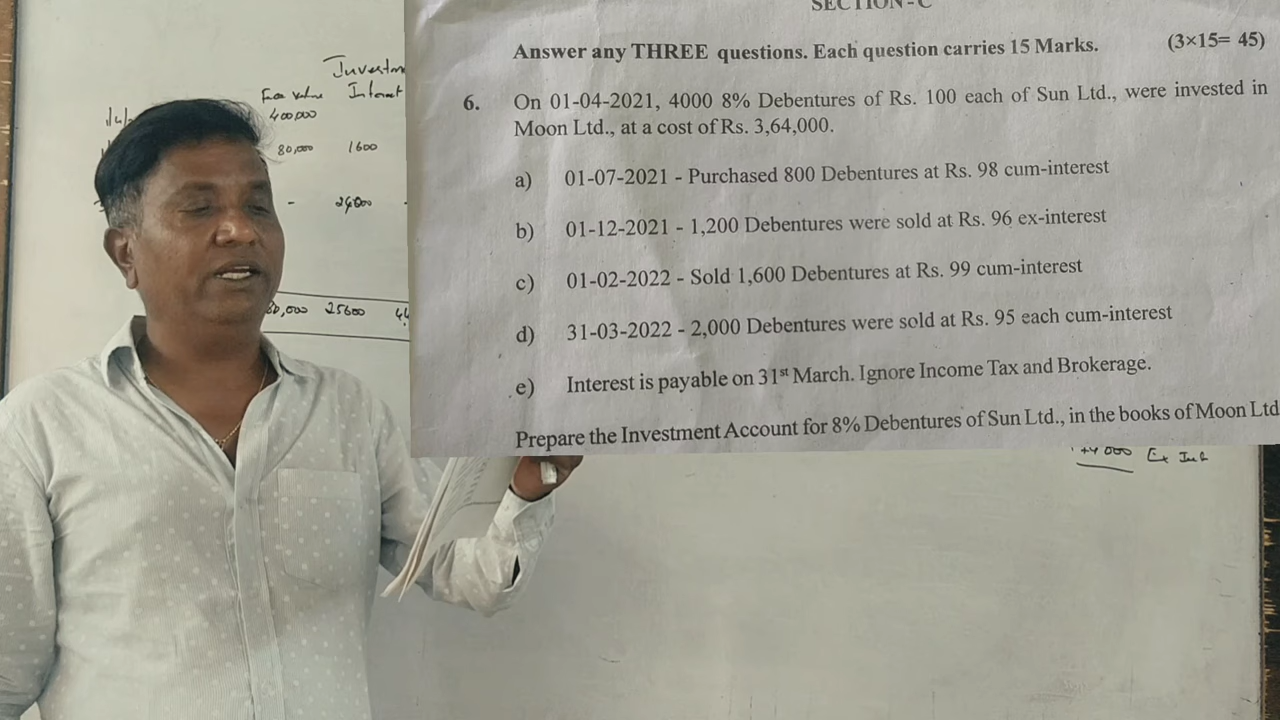 SECTION-C
Answer any THREE questions. Each question carries 15 Marks. (3×15= 45)
6. On 01-04-2021, 4000 8% Debentures of Rs. 100 each of Sun Ltd., were invested in
Moon Ltd., at a cost of Rs. 3,64,000.
a) 01-07-2021 - Purchased 800 Debentures at Rs. 98 cum-interest
b) 01-12-2021 - 1,200 Debentures were sold at Rs. 96 ex-interest
c) 01-02-2022 - Sold 1,600 Debentures at Rs. 99 cum-interest
d) 31-03-2022 - 2,000 Debentures were sold at Rs. 95 each cum-interest
e) Interest is payable on 31st March. Ignore Income Tax and Brokerage.
Prepare the Investment Account for 8% Debentures of Sun Ltd., in the books of Moon Ltd
Investm
Face value Interest
400,000
80,000 1600
-
80,000 25600